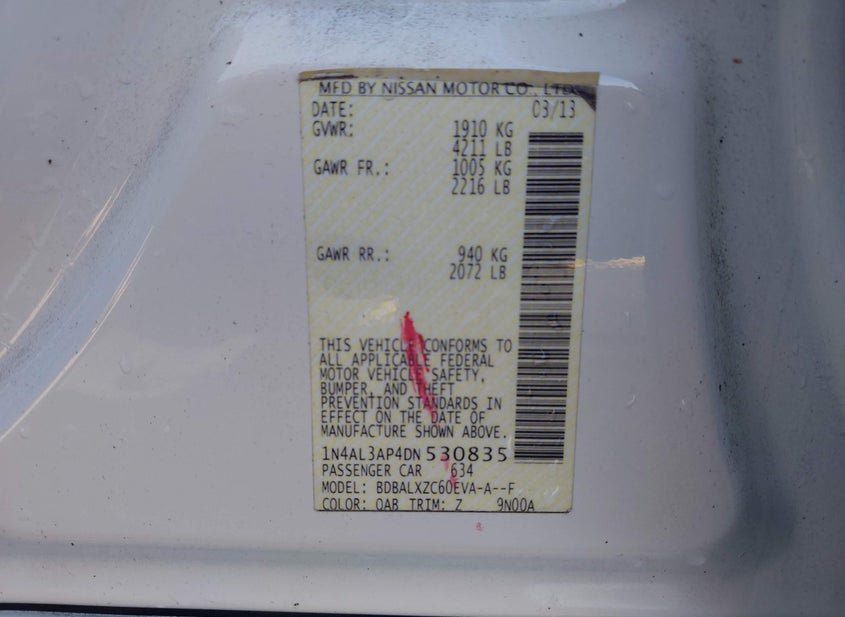 MFD BY NISSAN MOTOR CO., LTD.
DATE: 03/13
GVWR: 1910 KG
4211 LB
GAWR FR.: 1005 KG
2216 LB
GAWR RR.: 940 KG
2072 LB
THIS VEHICLE CONFORMS TO
ALL APPLICABLE FEDERAL
MOTOR VEHICLE SAFETY,
BUMPER, AND THEFT
PREVENTION STANDARDS IN
EFFECT ON THE DATE OF
MANUFACTURE SHOWN ABOVE.
1N4AL3AP4DN530835
PASSENGER CAR 634
MODEL: BDBALXZC60EVA-A--F
COLOR: QAB TRIM: Z 9N00A